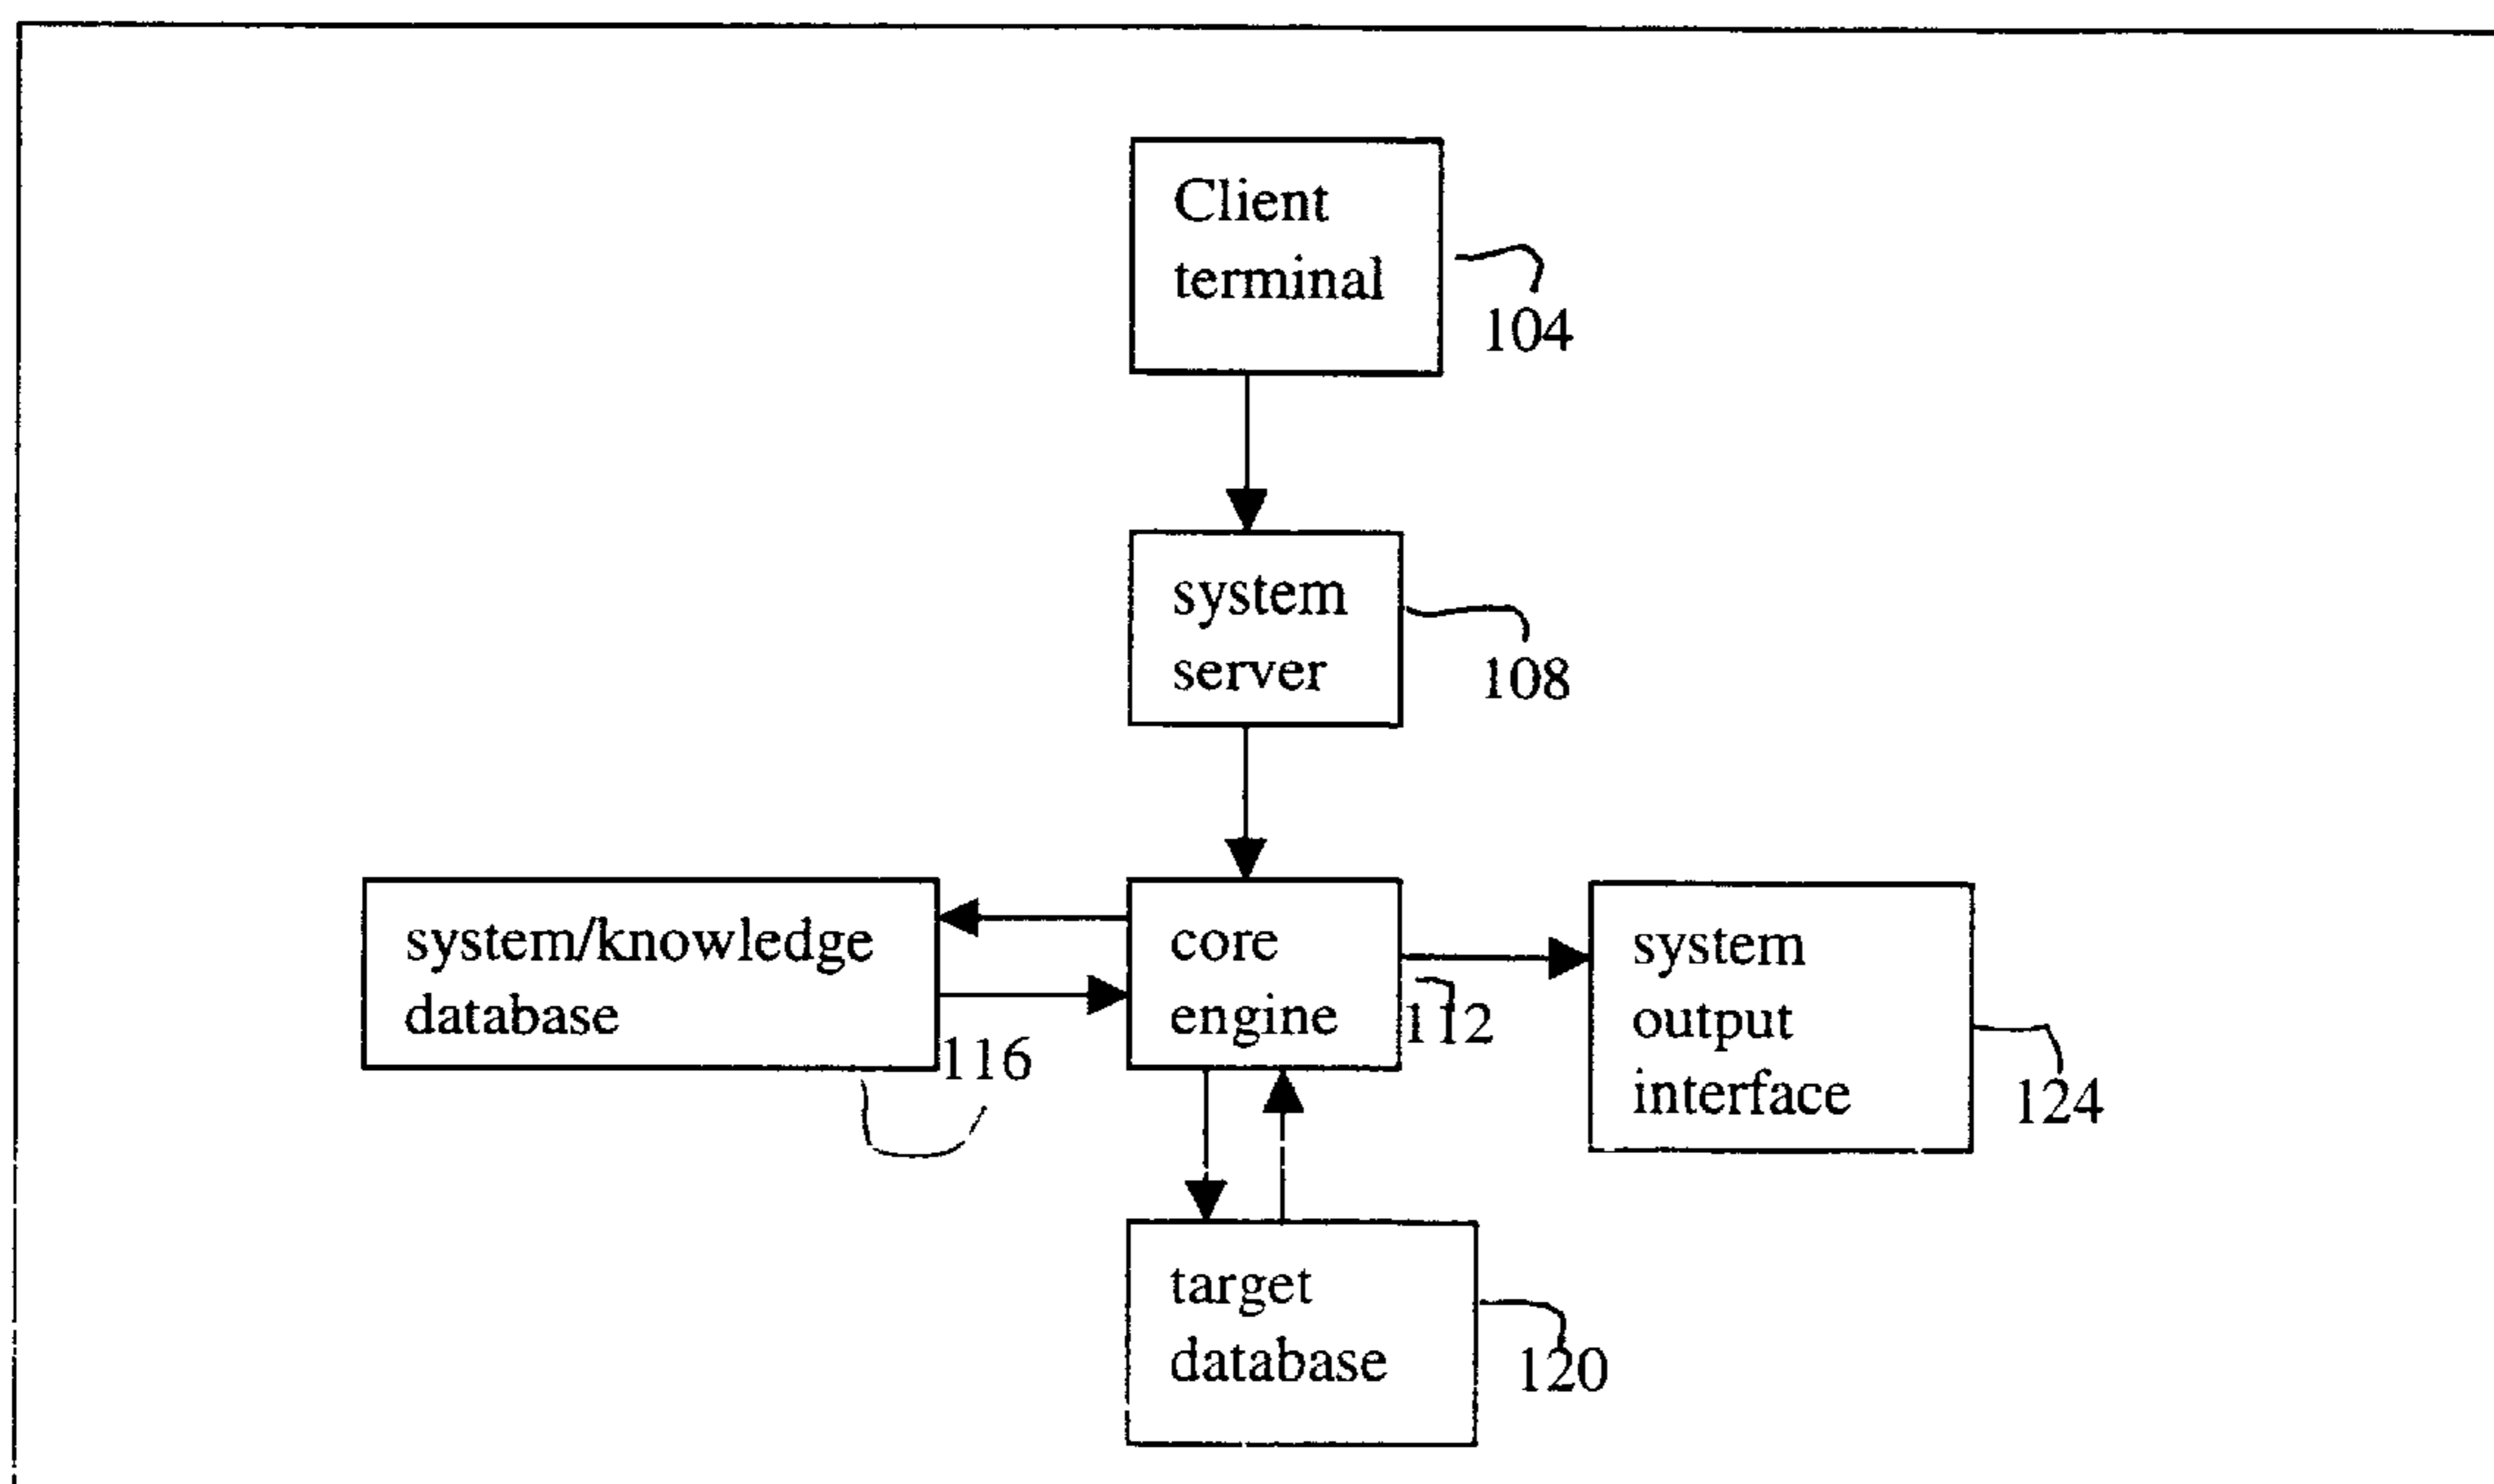 Client
terminal
104
system
server
108
system/knowledge
database
116
core
engine
112
system
output
interface
124
target
database
120